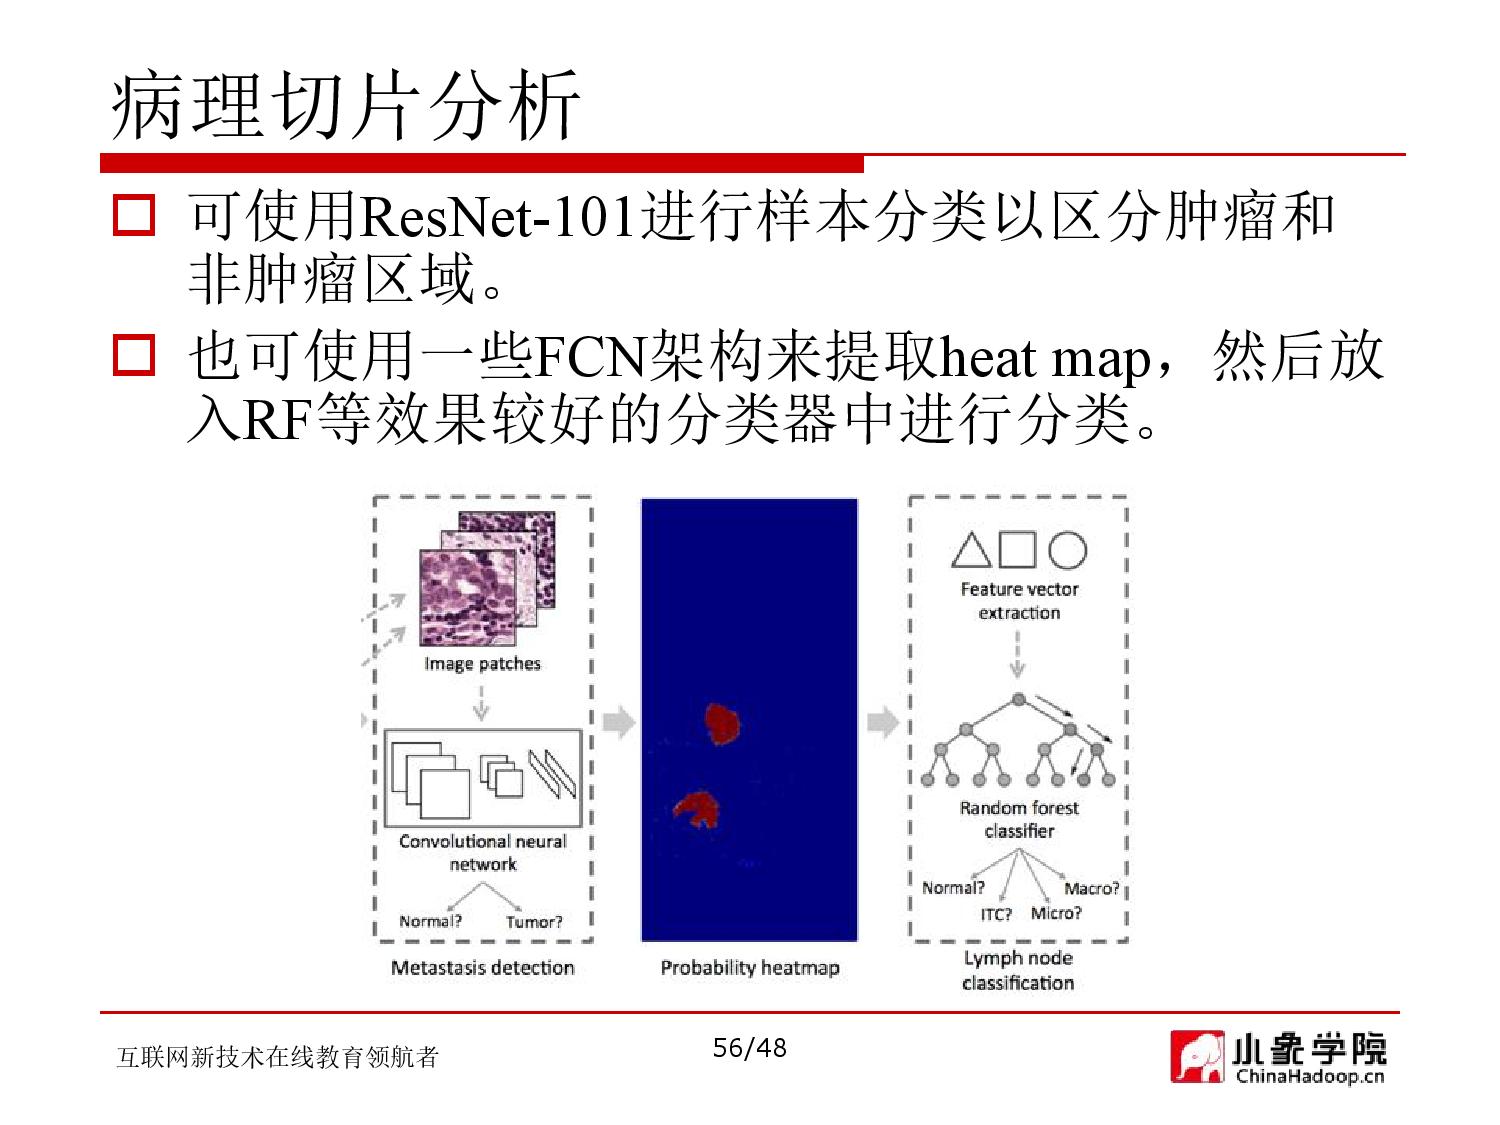 病理切片分析
可使用ResNet-101进行样本分类以区分肿瘤和
非肿瘤区域。
也可使用一些FCN架构来提取heat map，然后放
入RF等效果较好的分类器中进行分类。
Image patches
Convolutional neural
network
Normal? Tumor?
Metastasis detection
Probability heatmap
Feature vector
extraction
Random forest
classifier
Normal? Macro?
ITC? Micro?
Lymph node
classification
互联网新技术在线教育领航者
56/48
小象学院
ChinaHadoop.cn